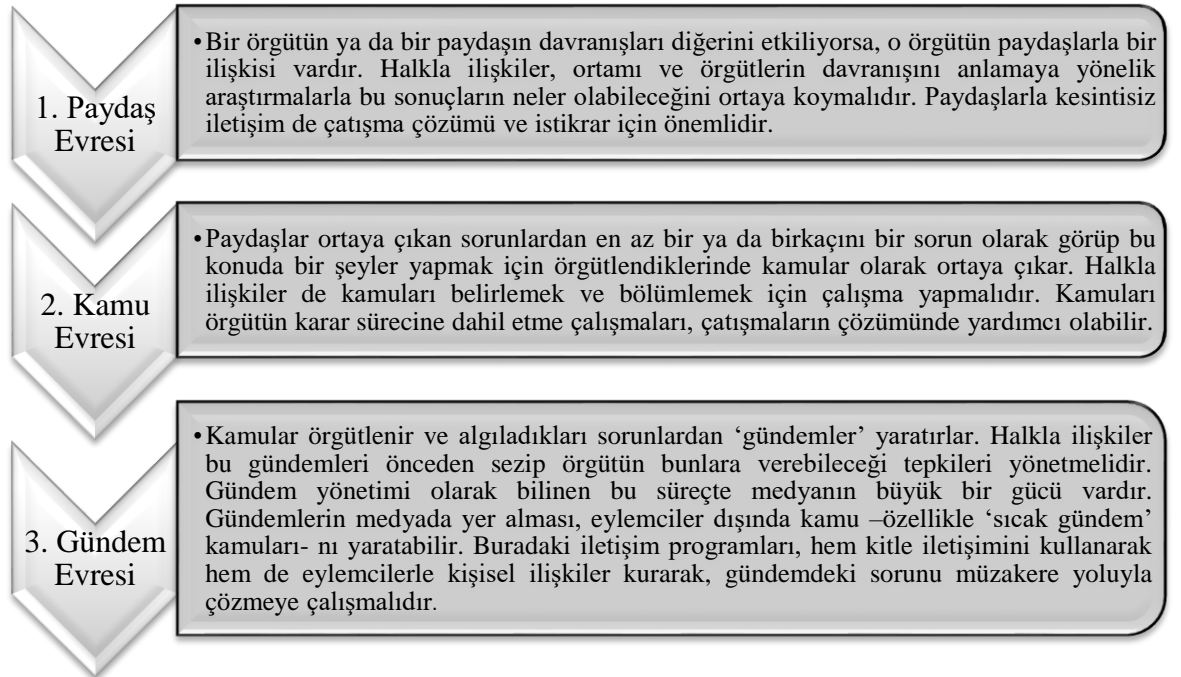 1. Paydaş
Evresi
•Bir örgütün ya da bir paydaşın davranışları diğerini etkiliyorsa, o örgütün paydaşlarla bir
ilişkisi vardır. Halkla ilişkiler, ortamı ve örgütlerin davranışını anlamaya yönelik
araştırmalarla bu sonuçların neler olabileceğini ortaya koymalıdır. Paydaşlarla kesintisiz
iletişim de çatışma çözümü ve istikrar için önemlidir.
2. Kamu
Evresi
•Paydaşlar ortaya çıkan sorunlardan en az bir ya da birkaçını bir sorun olarak görüp bu
konuda bir şeyler yapmak için örgütlendiklerinde kamular olarak ortaya çıkar. Halkla
ilişkiler de kamuları belirlemek ve bölümlemek için çalışma yapmalıdır. Kamuları
örgütün karar sürecine dahil etme çalışmaları, çatışmaların çözümünde yardımcı olabilir.
3. Gündem
Evresi
•Kamular örgütlenir ve algıladıkları sorunlardan ‘gündemler’ yaratırlar. Halkla ilişkiler
bu gündemleri önceden sezip örgütün bunlara verebileceği tepkileri yönetmelidir.
Gündem yönetimi olarak bilinen bu süreçte medyanın büyük bir gücü vardır.
Gündemlerin medyada yer alması, eylemciler dışında kamu –özellikle ‘sıcak gündem’
kamuları- nı yaratabilir. Buradaki iletişim programları, hem kitle iletişimini kullanarak
hem de eylemcilerle kişisel ilişkiler kurarak, gündemdeki sorunu müzakere yoluyla
çözmeye çalışmalıdır.